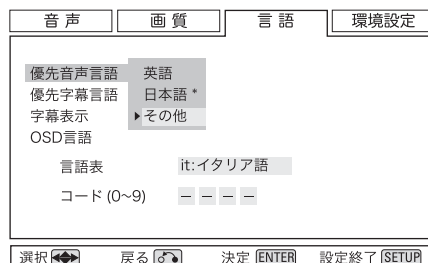 音声 画質 言語 環境設定
優先音声言語 英語
優先字幕言語 日本語 *
字幕表示 ▶その他
OSD言語
言語表 it:イタリア語
コード (0~9) － － － －
選択 戻る 決定 ENTER 設定終了 SETUP